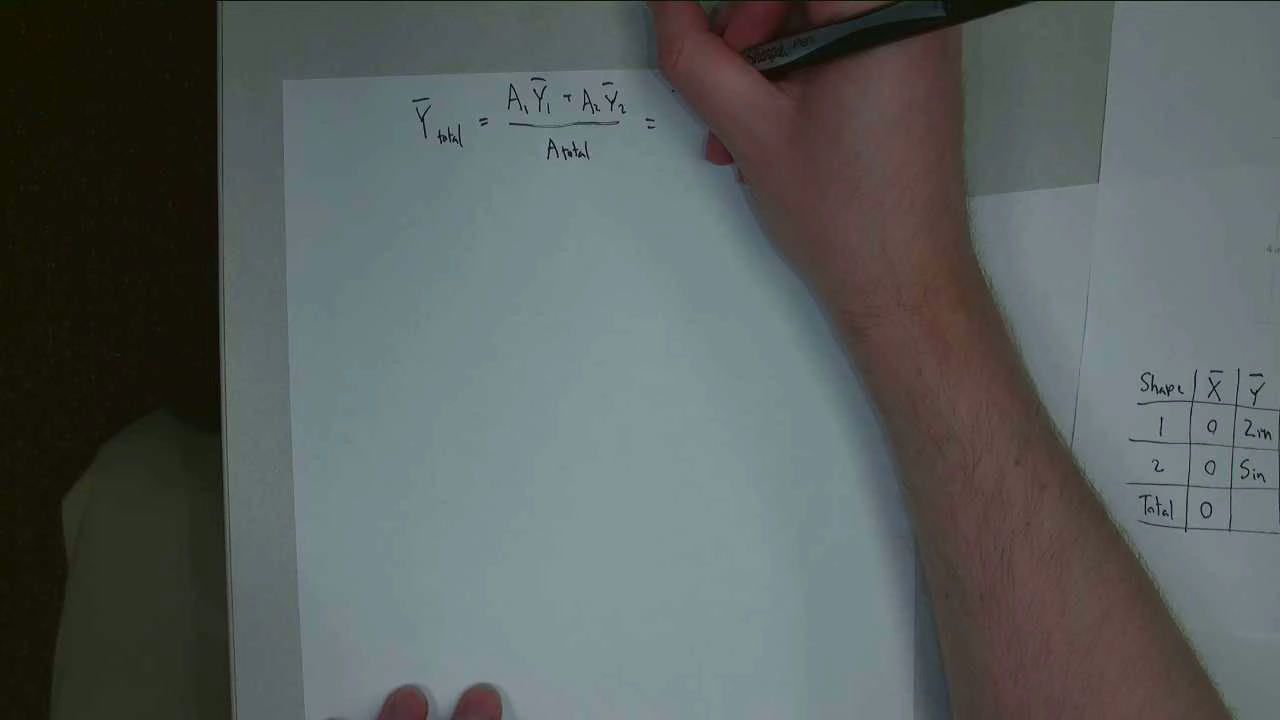 Ȳtotal = A₁Ȳ₁ + A₂Ȳ₂ =
Atotal
Shape X̄ Ȳ
1 0 2in
2 0 5in
Total 0